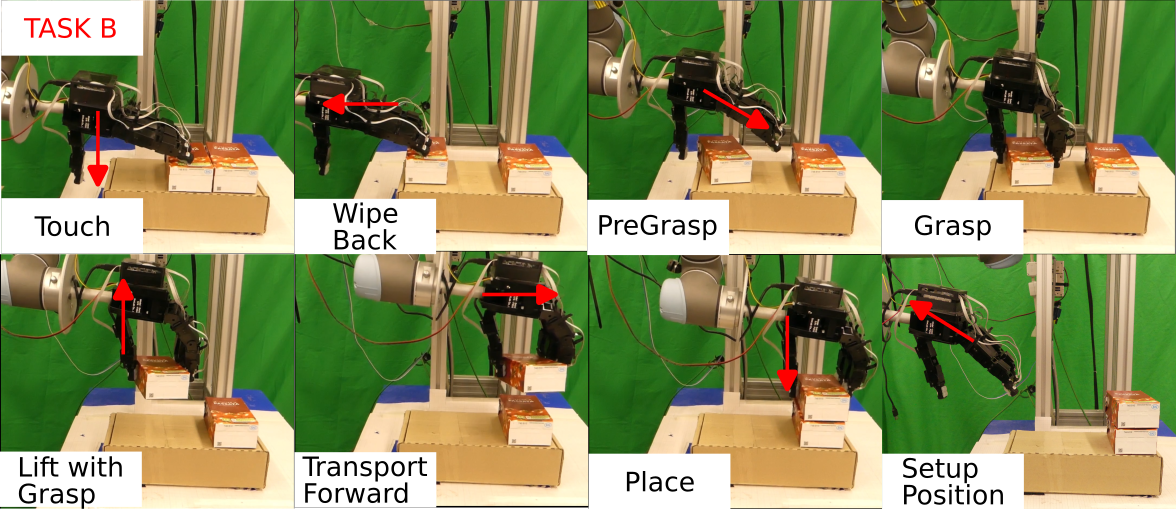 TASK B
Touch
Wipe
Back
PreGrasp
Grasp
Lift with
Grasp
Transport
Forward
Place
Setup
Position